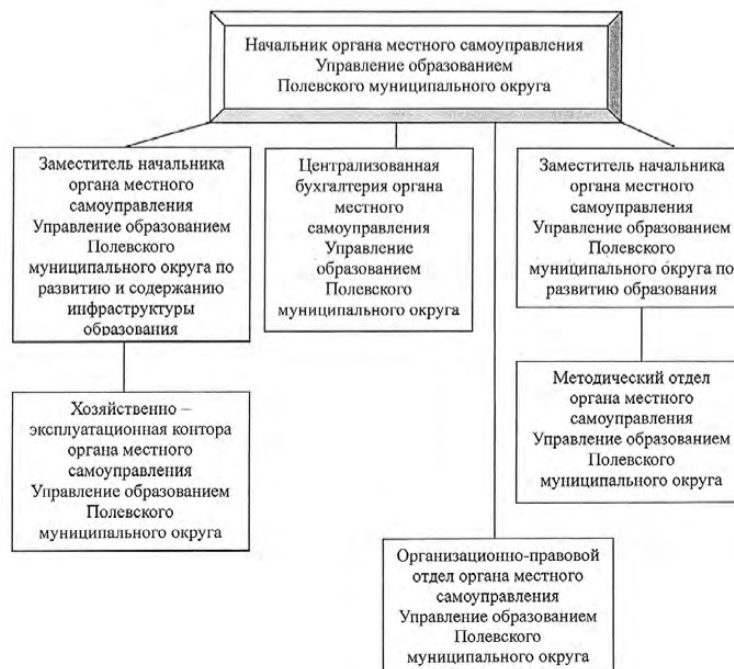 Начальник органа местного самоуправления
Управление образованием
Полевского муниципального округа
Заместитель начальника
органа местного
самоуправления
Управление образованием
Полевского
муниципального округа по
развитию и содержанию
инфраструктуры
образования
Централизованная
бухгалтерия органа
местного
самоуправления
Управление
образованием
Полевского
муниципального округа
Заместитель начальника
органа местного
самоуправления
Управление образованием
Полевского
муниципального округа по
развитию образования
Хозяйственно –
эксплуатационная контора
органа местного
самоуправления
Управление образованием
Полевского
муниципального округа
Методический отдел
органа местного
самоуправления
Управление образованием
Полевского
муниципального округа
Организационно-правовой
отдел органа местного
самоуправления
Управление образованием
Полевского
муниципального округа